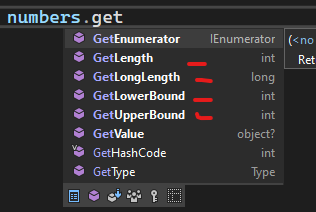 numbers.get
GetEnumerator IEnumerator
GetLength int
GetLongLength long
GetLowerBound int
GetUpperBound int
GetValue object?
GetHashCode int
GetType Type
(<no
Ret